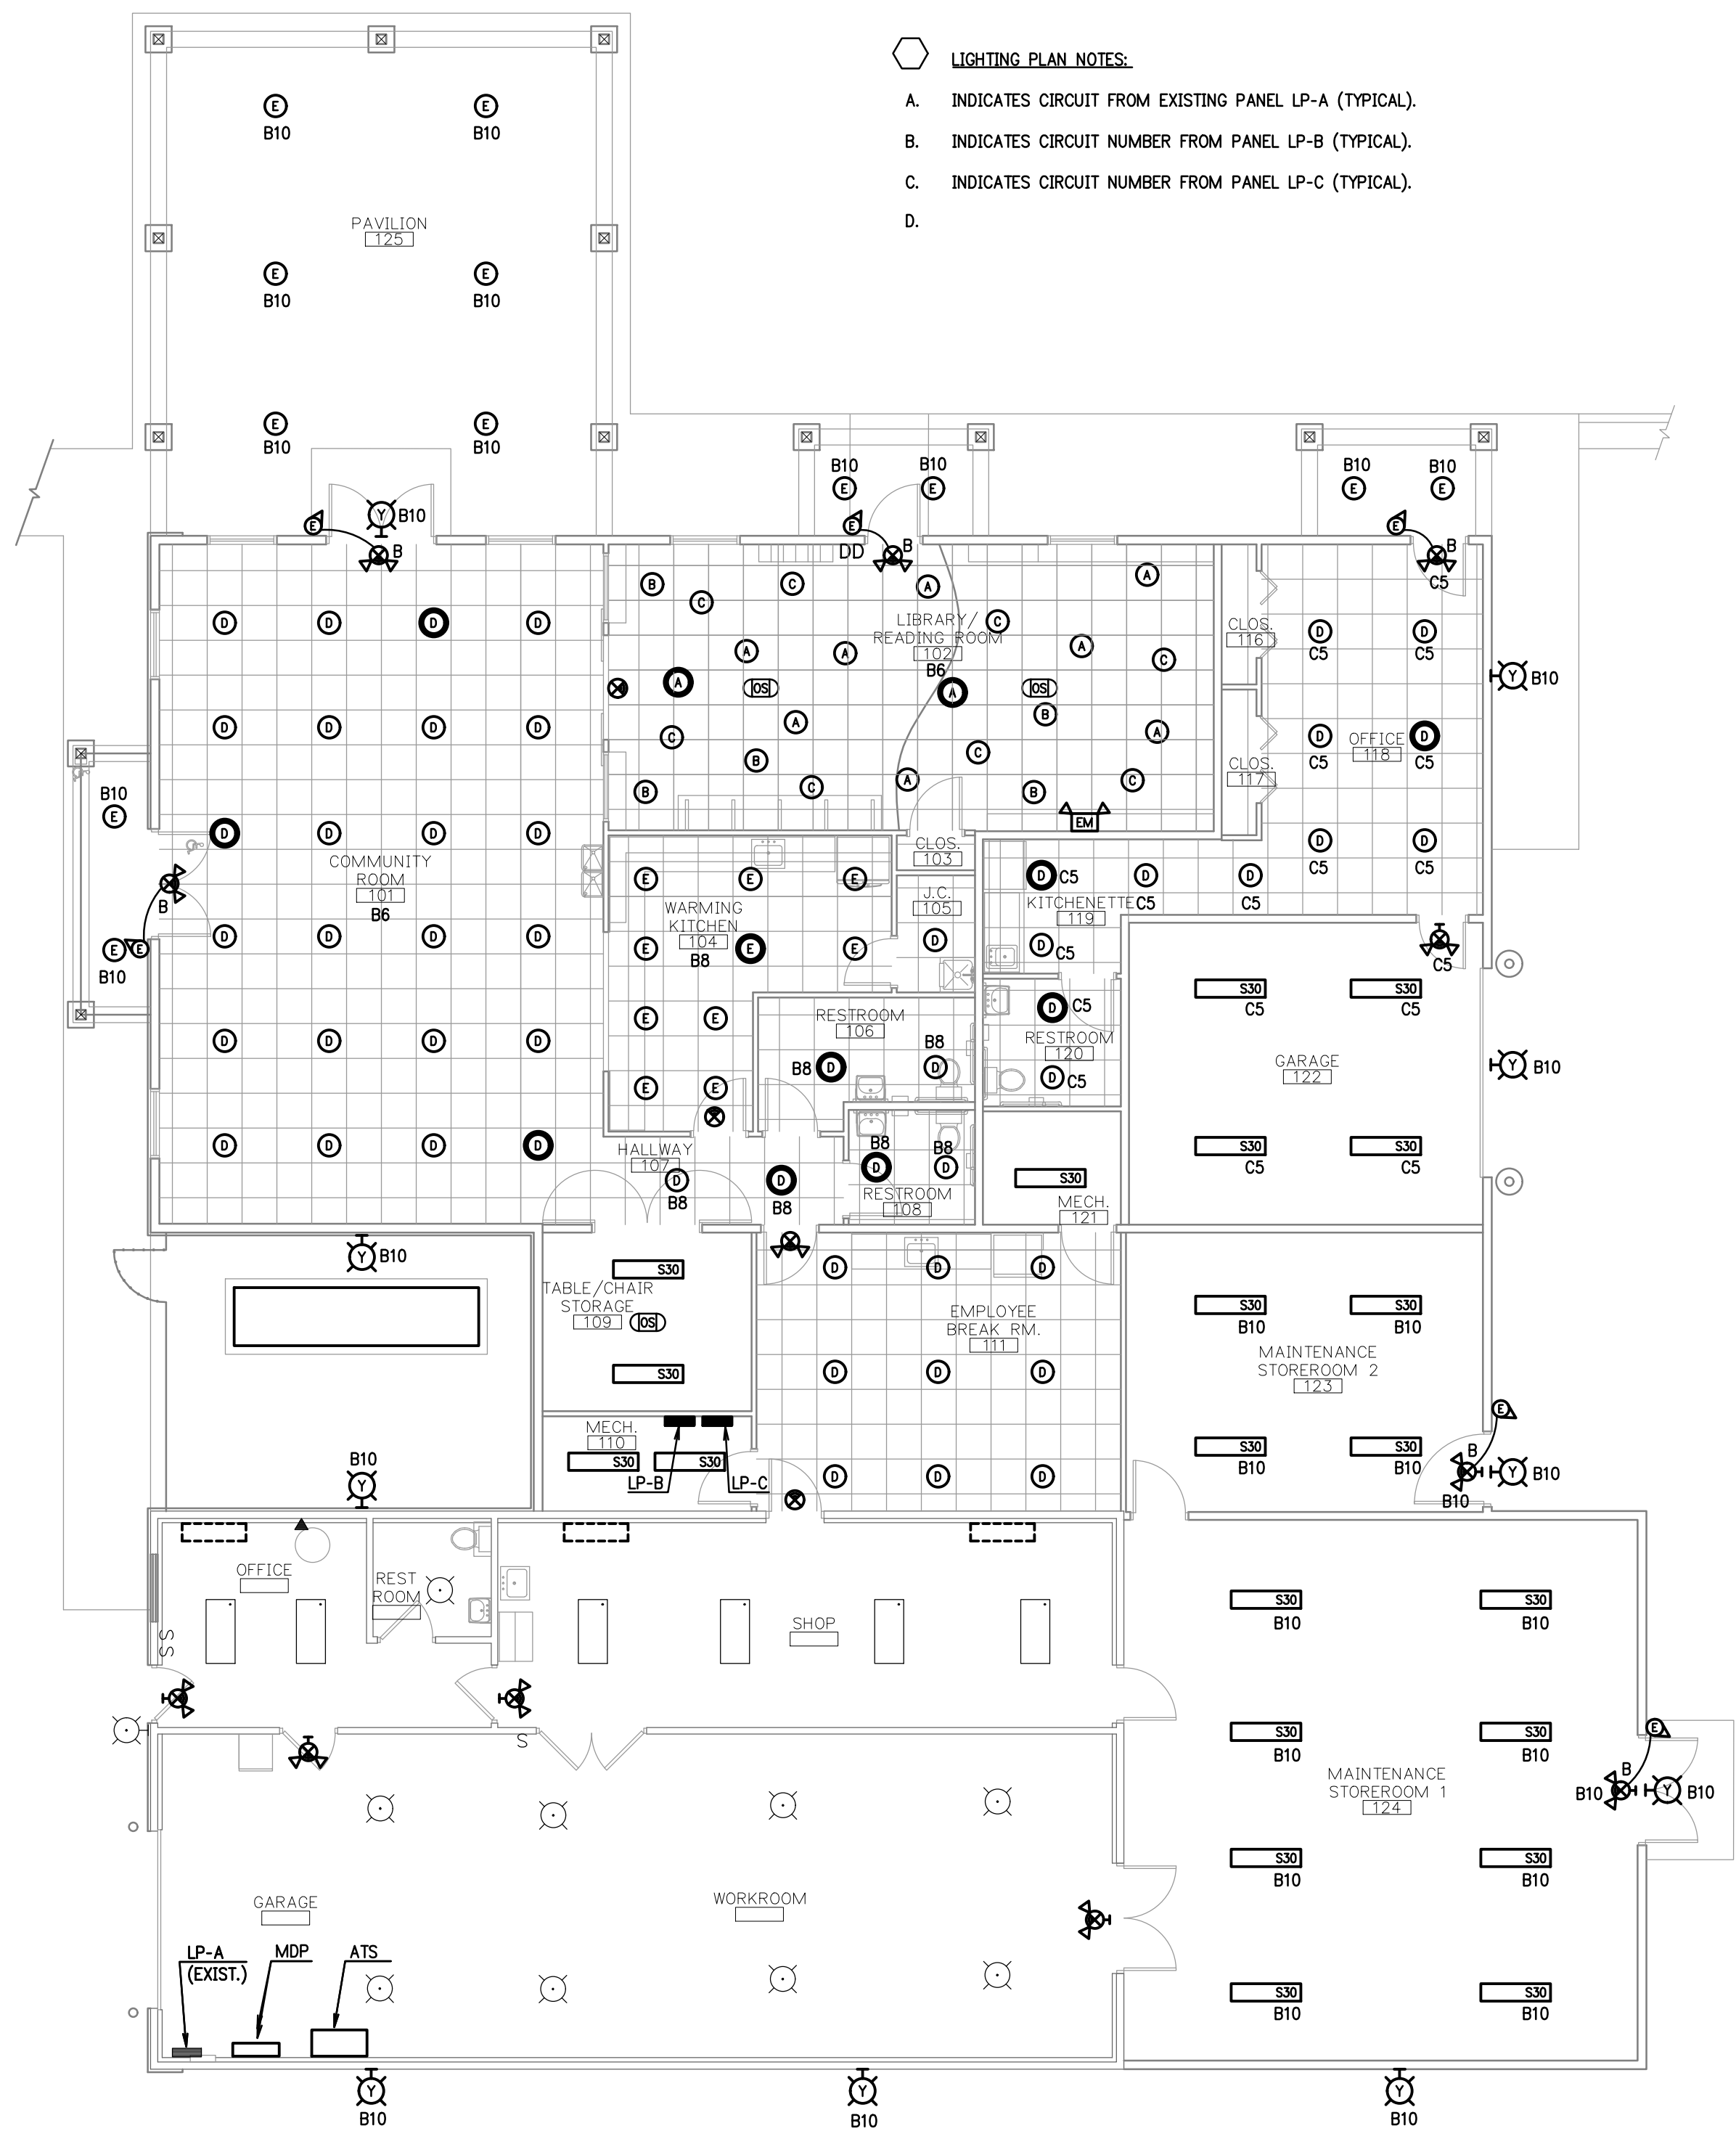 LIGHTING PLAN NOTES:
A. INDICATES CIRCUIT FROM EXISTING PANEL LP-A (TYPICAL).
B. INDICATES CIRCUIT NUMBER FROM PANEL LP-B (TYPICAL).
C. INDICATES CIRCUIT NUMBER FROM PANEL LP-C (TYPICAL).
D.
E E
B10 B10
PAVILION
125
E E
B10 B10
E E
B10 B10
B10 B10 B10 B10
E E E E
E Y B10 E E
B B B
DD
C5
B C A A
C
D D D D
C
LIBRARY/
READING ROOM
102
B6
CLOS.
116
D D
C5 C5
A A A C
A OS A OS
Y B10
B
C A C A
D D D D
B
OFFICE
118
D D
C5 C5
CLOS.
117
B C A B C
EM
B10
E
D D D D
D D
C5 C5
COMMUNITY
ROOM
101
B6
CLOS.
103
E E E
D C5 D D
C5 C5
J.C.
105
KITCHENETTE
119
WARMING
KITCHEN
104
B8
B
E E
B10
D D D D
E E E
D
D C5
C5
S30 S30
C5 C5
E E
RESTROOM
106
D C5
RESTROOM
120
D D D D
B8
B8 D D
D C5
GARAGE
122
Y B10
E E
D D D D
B8 B8
D D
S30 S30
C5 C5
HALLWAY
107
D D
B8 B8
RESTROOM
108
S30
MECH.
121
Y B10
S30
TABLE/CHAIR
STORAGE
109
OS
D D D
EMPLOYEE
BREAK RM.
111
S30 S30
B10 B10
MAINTENANCE
STOREROOM 2
123
S30
D D D
E
MECH.
110
S30 S30
LP-B LP-C
D D D
S30 S30
B10 B10
B
Y B10
B10
B10
Y
OFFICE
REST
ROOM
SHOP
S S
S
S30 S30
B10 B10
S30 S30
B10 B10
E
B
B10 Y B10
MAINTENANCE
STOREROOM 1
124
S30 S30
B10 B10
GARAGE
WORKROOM
LP-A
(EXIST.)
MDP
ATS
S30 S30
B10 B10
Y Y Y
B10 B10 B10